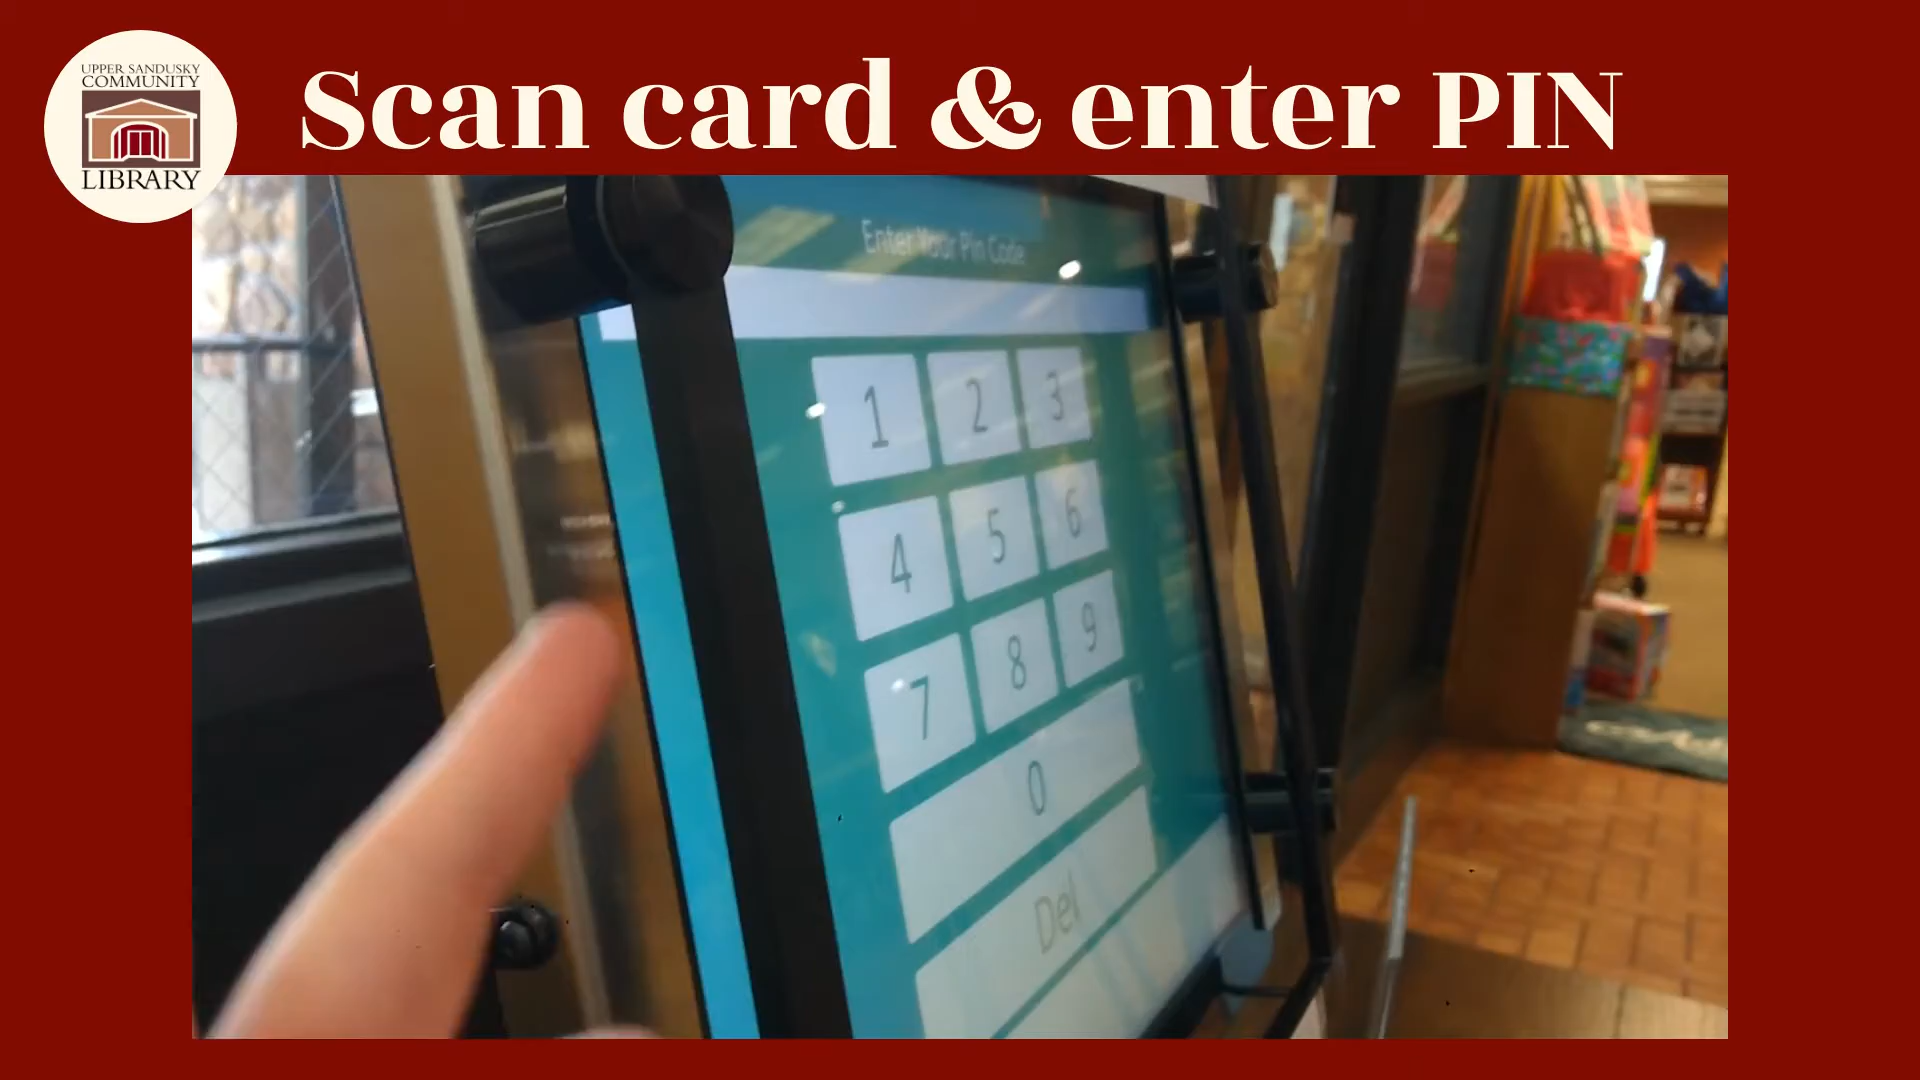 UPPER SANDUSKY
COMMUNITY
LIBRARY
Scan card & enter PIN
Enter Your Pin Code
1 2 3
4 5 6
7 8 9
0
Del